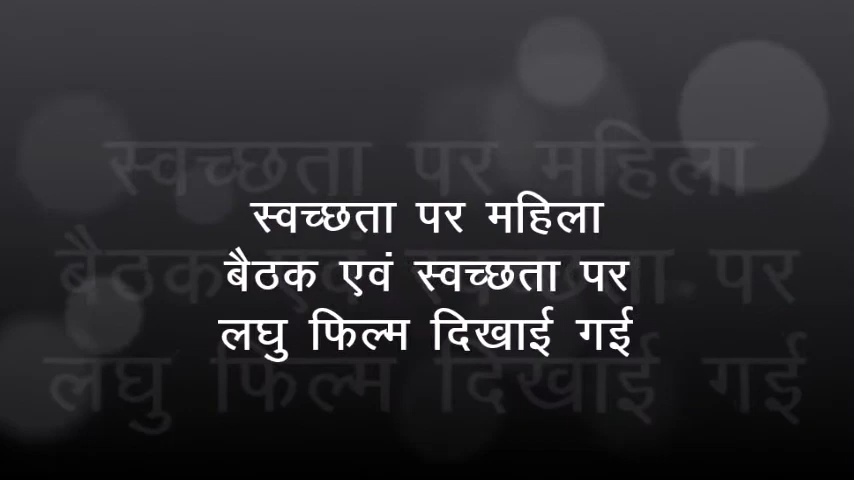 स्वच्छता पर महिला
बैठक एवं स्वच्छता पर
लघु फिल्म दिखाई गई